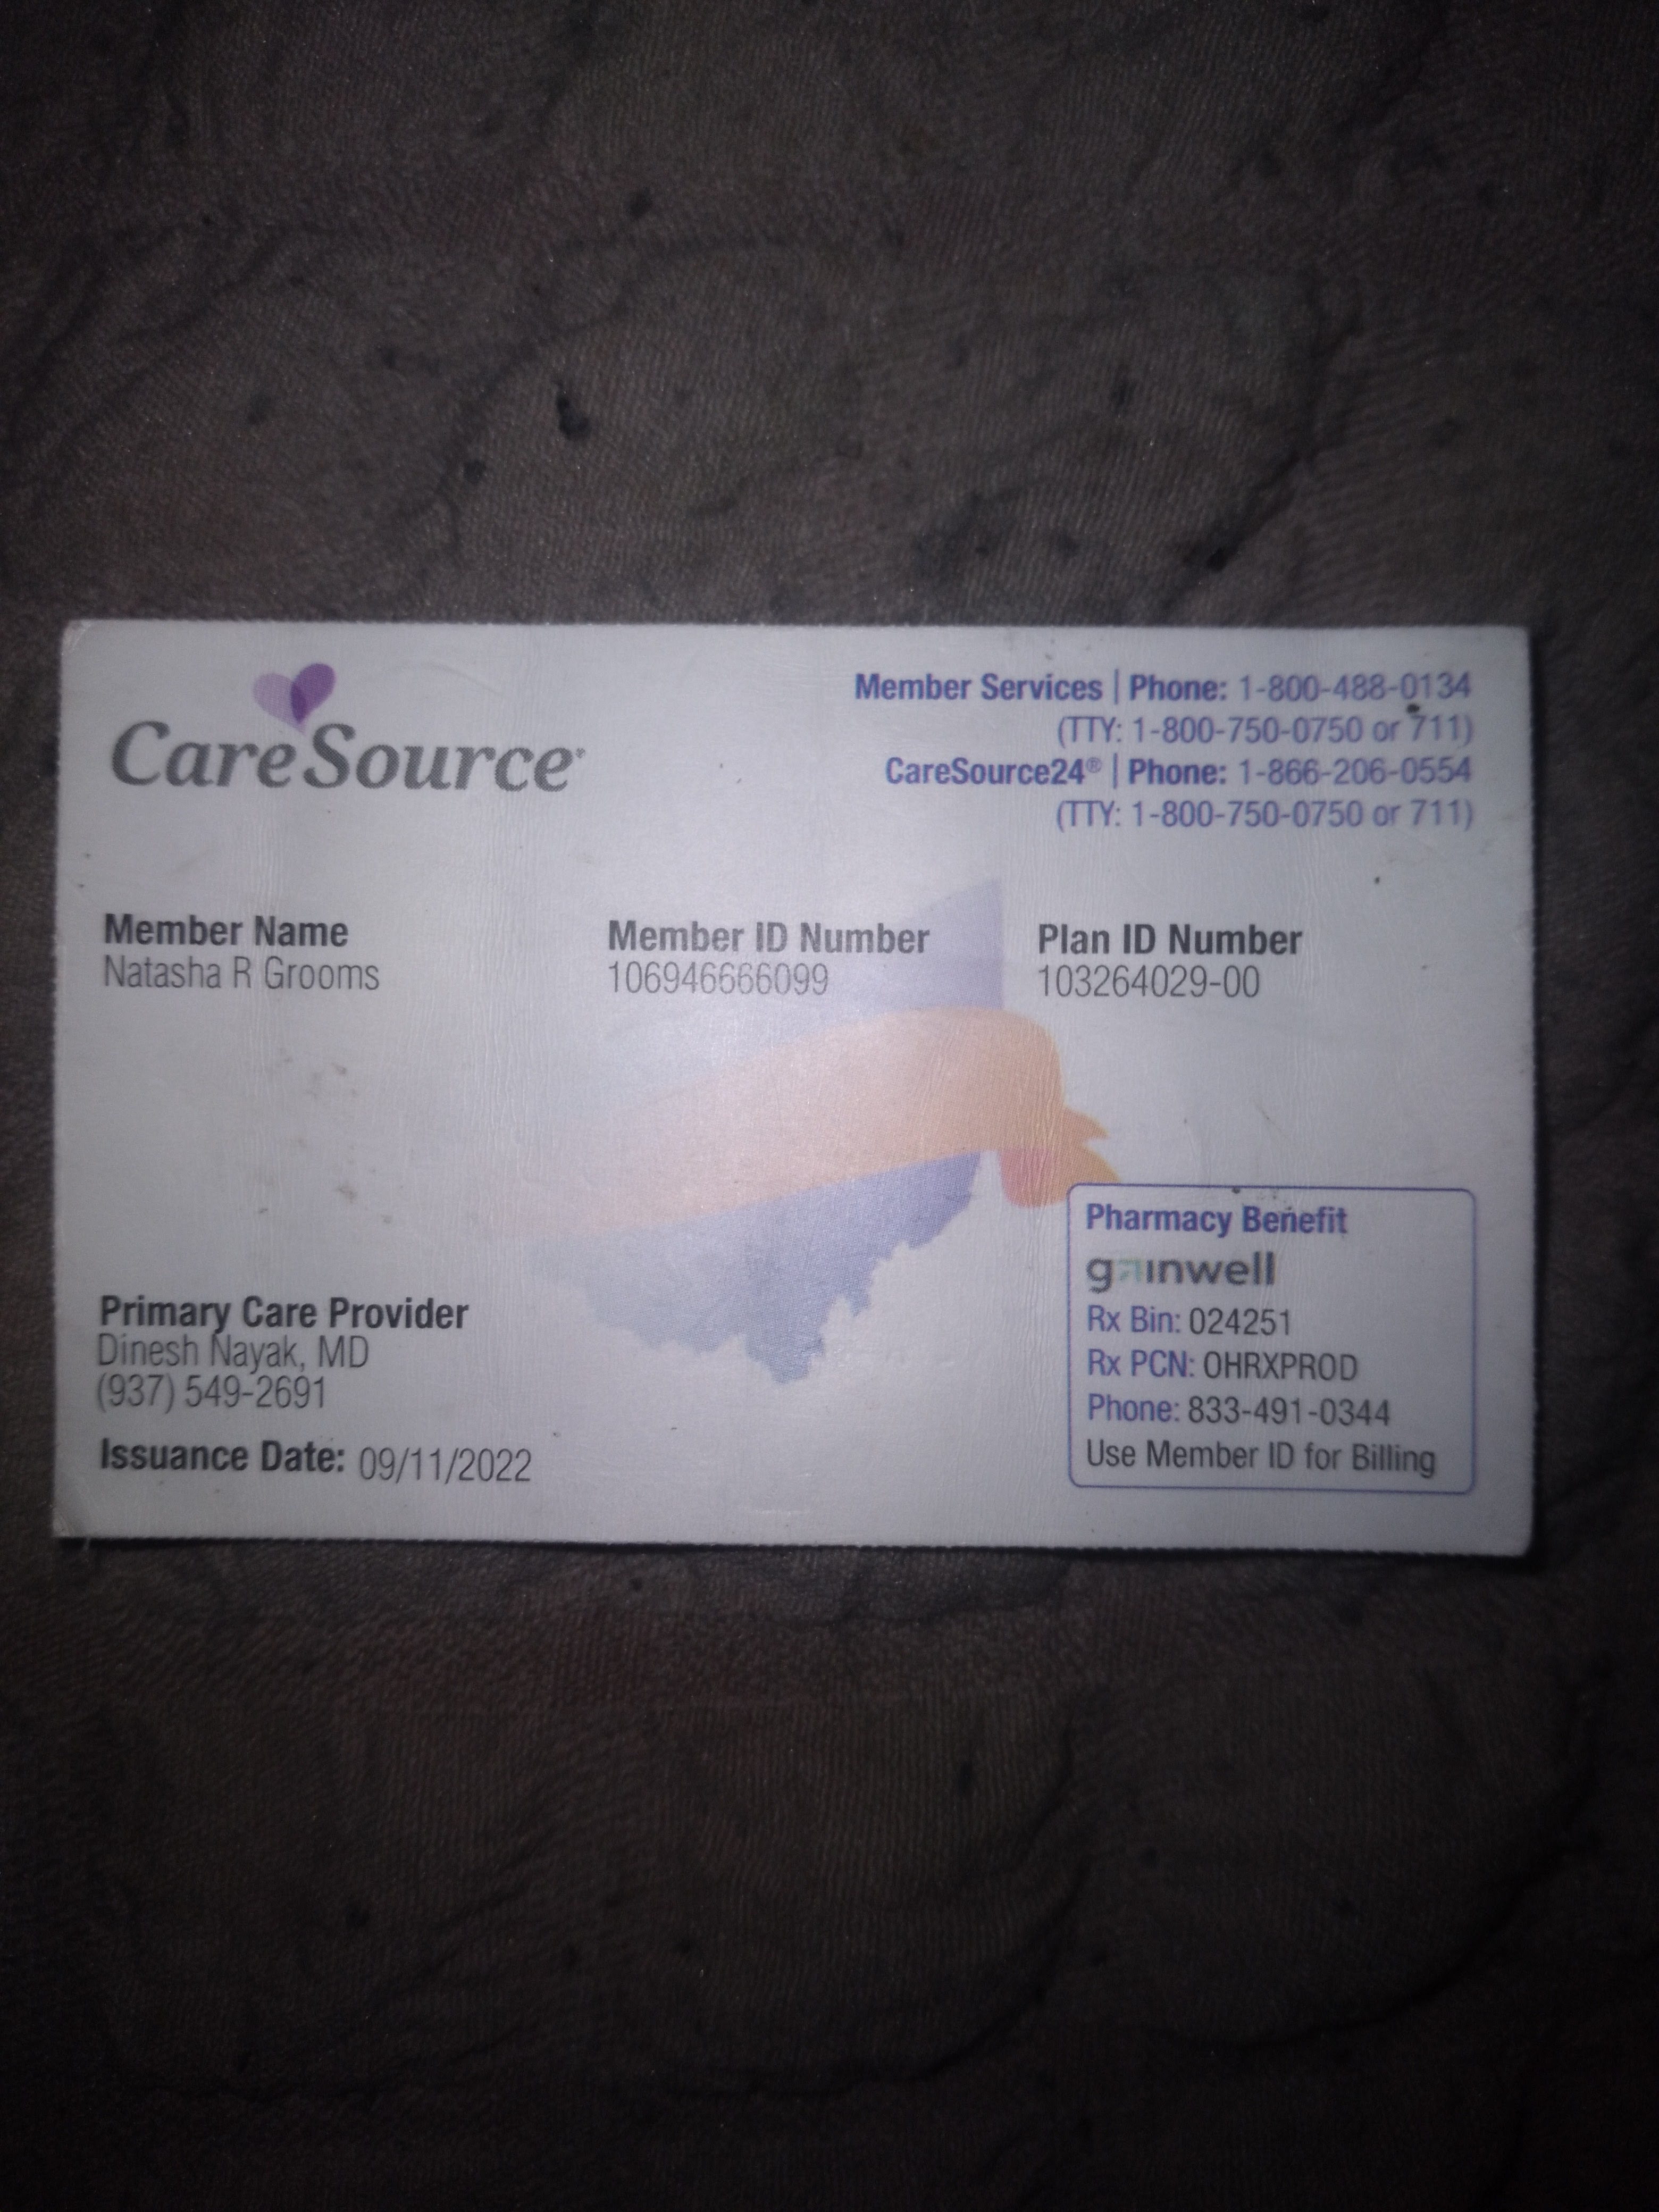 CareSource
Member Services | Phone: 1-800-488-0134
(TTY: 1-800-750-0750 or 711)
CareSource24® | Phone: 1-866-206-0554
(TTY: 1-800-750-0750 or 711)
Member Name
Natasha R Grooms
Member ID Number
106946666099
Plan ID Number
103264029-00
Primary Care Provider
Dinesh Nayak, MD
(937) 549-2691
Issuance Date: 09/11/2022
Pharmacy Benefit
gainwell
Rx Bin: 024251
Rx PCN: OHRXPROD
Phone: 833-491-0344
Use Member ID for Billing